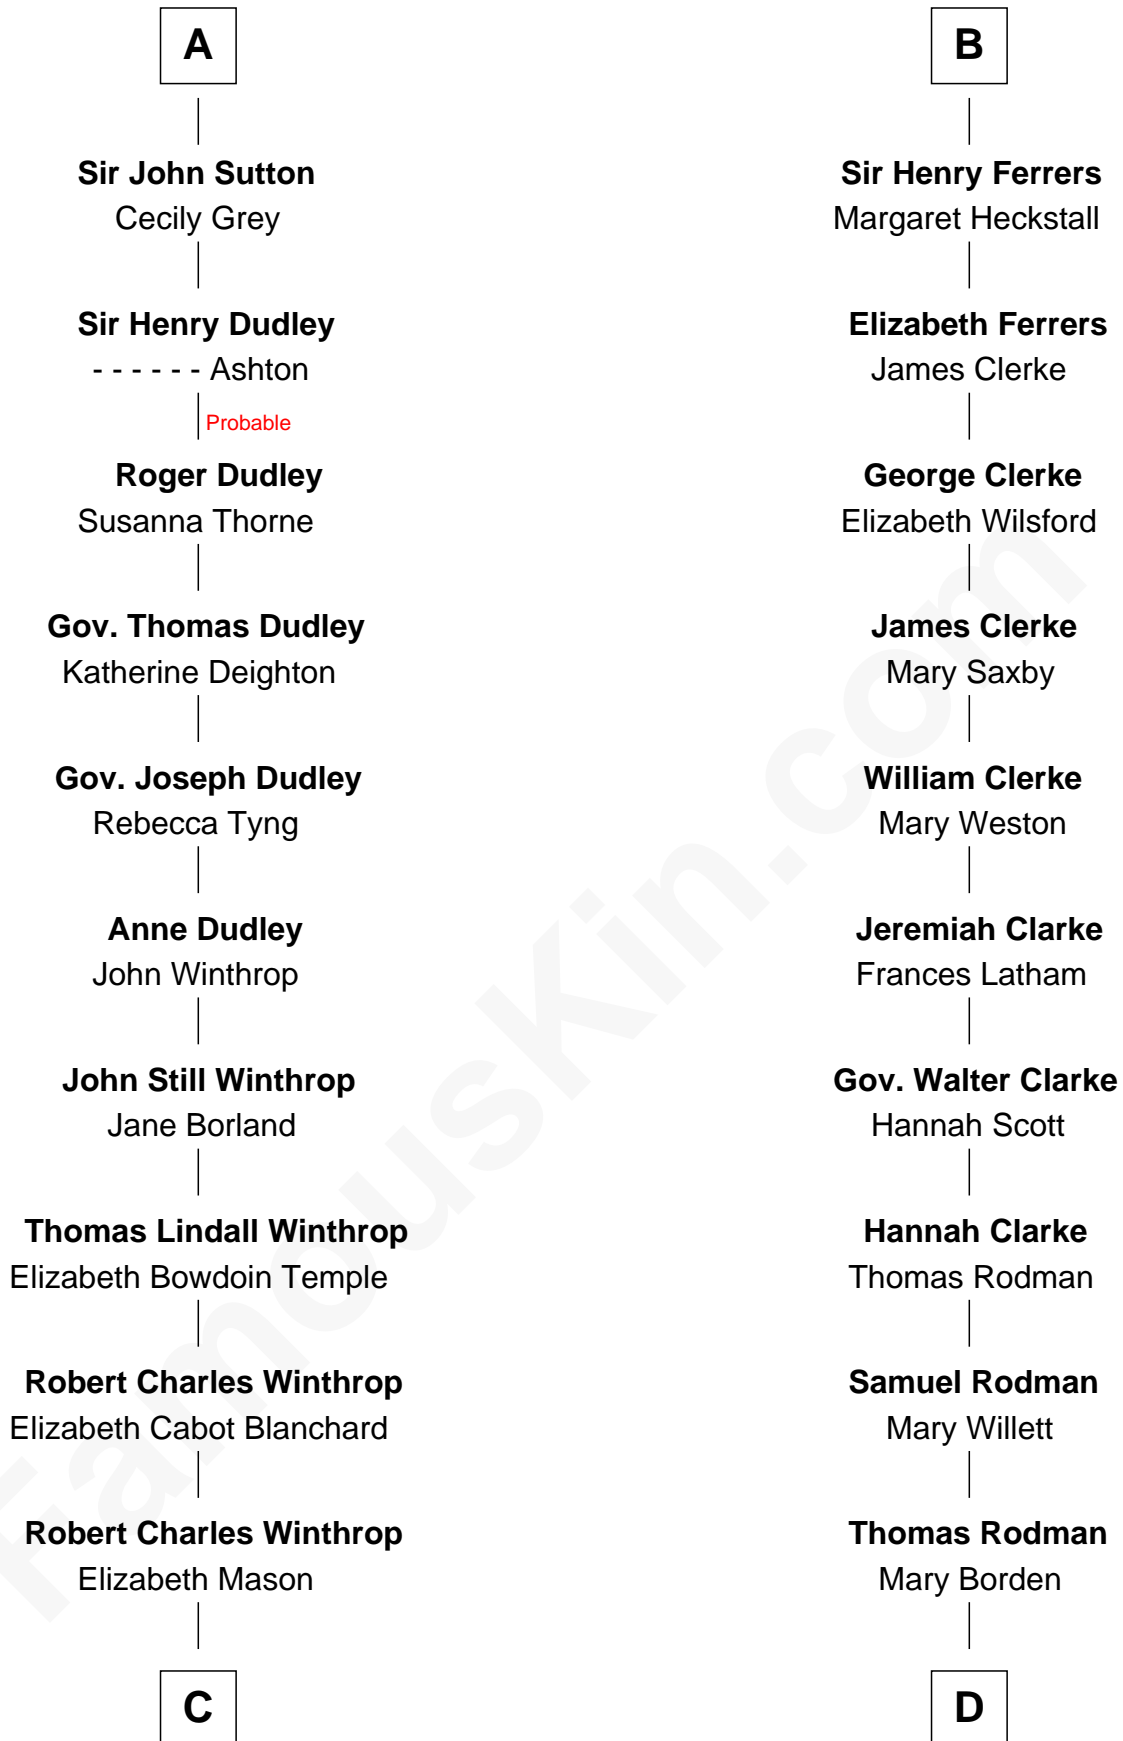 A
Sir John Sutton
Cecily Grey
Sir Henry Dudley
- - - - - - Ashton
Probable
Roger Dudley
Susanna Thorne
Gov. Thomas Dudley
Katherine Deighton
Gov. Joseph Dudley
Rebecca Tyng
Anne Dudley
John Winthrop
John Still Winthrop
Jane Borland
Thomas Lindall Winthrop
Elizabeth Bowdoin Temple
Robert Charles Winthrop
Elizabeth Cabot Blanchard
Robert Charles Winthrop
Elizabeth Mason
C
B
Sir Henry Ferrers
Margaret Heckstall
Elizabeth Ferrers
James Clerke
George Clerke
Elizabeth Wilsford
James Clerke
Mary Saxby
William Clerke
Mary Weston
Jeremiah Clarke
Frances Latham
Gov. Walter Clarke
Hannah Scott
Hannah Clarke
Thomas Rodman
Samuel Rodman
Mary Willett
Thomas Rodman
Mary Borden
D
FamousKin.com